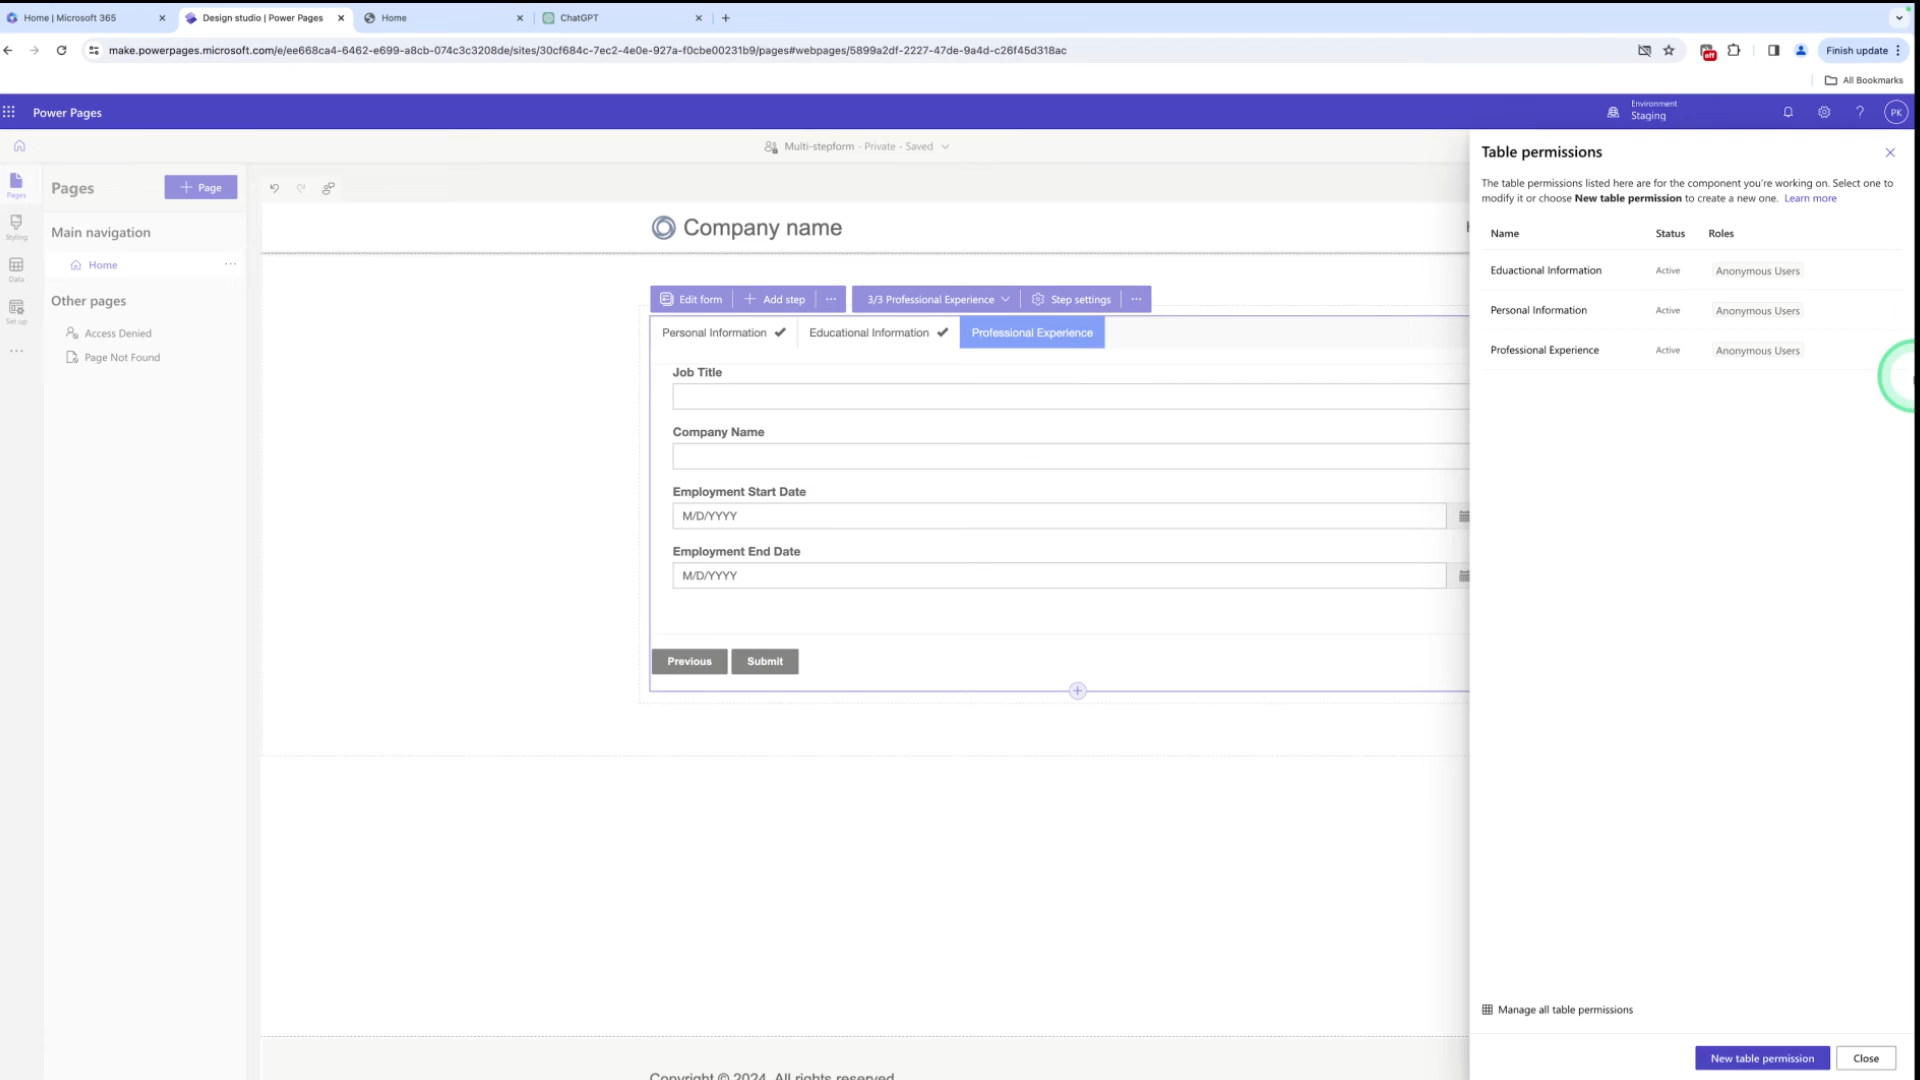 Home | Microsoft 365
Design studio | Power Pages
Home
ChatGPT
make.powerpages.microsoft.com/e/ee668ca4-6462-e699-a8cb-074c3c3208de/sites/30cf684c-7ec2-4e0e-927a-f0cbe00231b9/pages#webpages/5899a2df-2227-47de-9a4d-c26f45d318ac
off
Finish update
All Bookmarks
Power Pages
Environment
Staging
PK
Multi-stepform - Private - Saved
Pages
Styling
Data
Set up
Pages
Page
Main navigation
Home
Other pages
Access Denied
Page Not Found
Company name
Edit form
Add step
3/3 Professional Experience
Step settings
Personal Information
Educational Information
Professional Experience
Job Title
Company Name
Employment Start Date
M/D/YYYY
Employment End Date
M/D/YYYY
Previous
Submit
Copyright © 2024. All rights reserved.
Table permissions
The table permissions listed here are for the component you're working on. Select one to
modify it or choose New table permission to create a new one. Learn more
Name Status Roles
Eduactional Information Active Anonymous Users
Personal Information Active Anonymous Users
Professional Experience Active Anonymous Users
Manage all table permissions
New table permission
Close